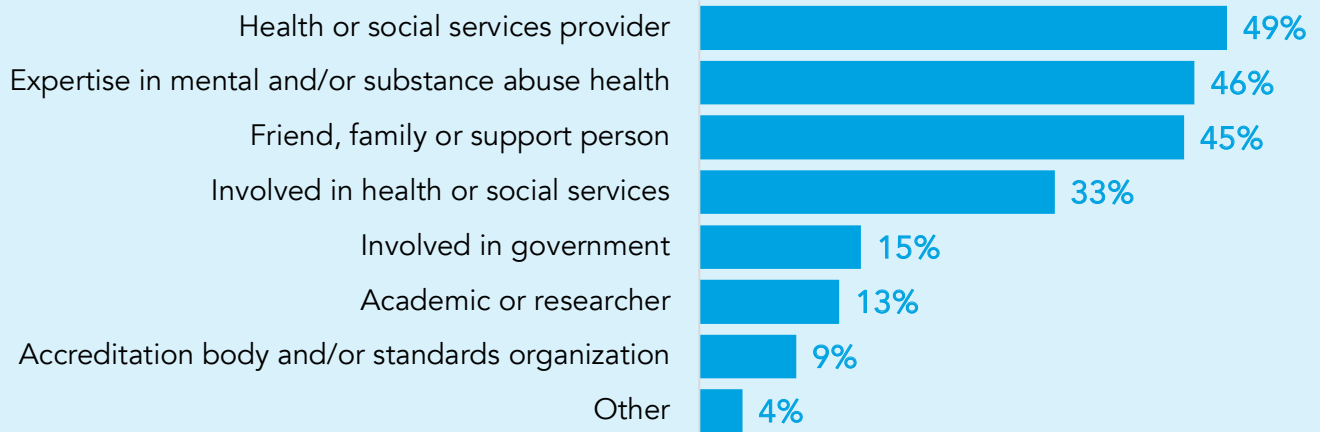 Health or social services provider 49%
Expertise in mental and/or substance abuse health 46%
Friend, family or support person 45%
Involved in health or social services 33%
Involved in government 15%
Academic or researcher 13%
Accreditation body and/or standards organization 9%
Other 4%